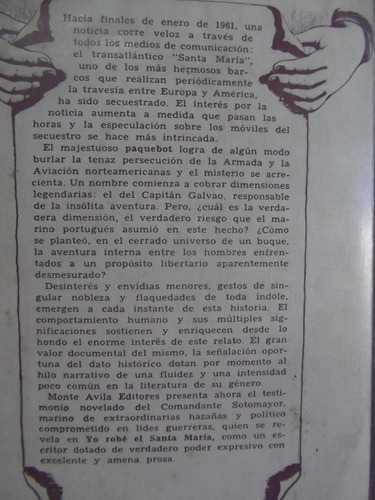 Hacia finales de enero de 1961, una
noticia corre veloz a través de
todos los medios de comunicación:
el transatlántico "Santa María",
uno de los más hermosos bar-
cos que realizan periódicamente
la travesía entre Europa y América,
ha sido secuestrado. El interés por la
noticia aumenta a medida que pasan las
horas y la especulación sobre los móviles del
secuestro se hace más intrincada.
El majestuoso paquebot logra de algún modo
burlar la tenaz persecución de la Armada y la
Aviación norteamericanas y el misterio se acre-
cienta. Un nombre comienza a cobrar dimensiones
legendarias: el del Capitán Galvao, responsable
de la insólita aventura. Pero, ¿cuál es la verda-
dera dimensión, el verdadero riesgo que el ma-
rino portugués asumió en este hecho? ¿Cómo
se planteó, en el cerrado universo de un buque,
la aventura interna entre los hombres enfren-
tados a un propósito libertario aparentemente
desmesurado?
Desinterés y envidias menores, gestos de sin-
gular nobleza y flaquedades de toda índole,
emergen a cada instante de esta historia. El
comportamiento humano y sus múltiples sig-
nificaciones sostienen y enriquecen desde lo
hondo el enorme interés de este relato. El gran
valor documental del mismo, la señalación opor-
tuna del dato histórico dotan por momento al
hilo narrativo de una fluidez y una intensidad
poco común en la literatura de su género.
Monte Avila Editores presenta ahora el testi-
monio novelado del Comandante Sotomayor,
marino de extraordinarias hazañas y político
comprometido en lides guerreras, quien se re-
vela en Yo robé el Santa María, como un es-
critor dotado de verdadero poder expresivo con
excelente y amena prosa.